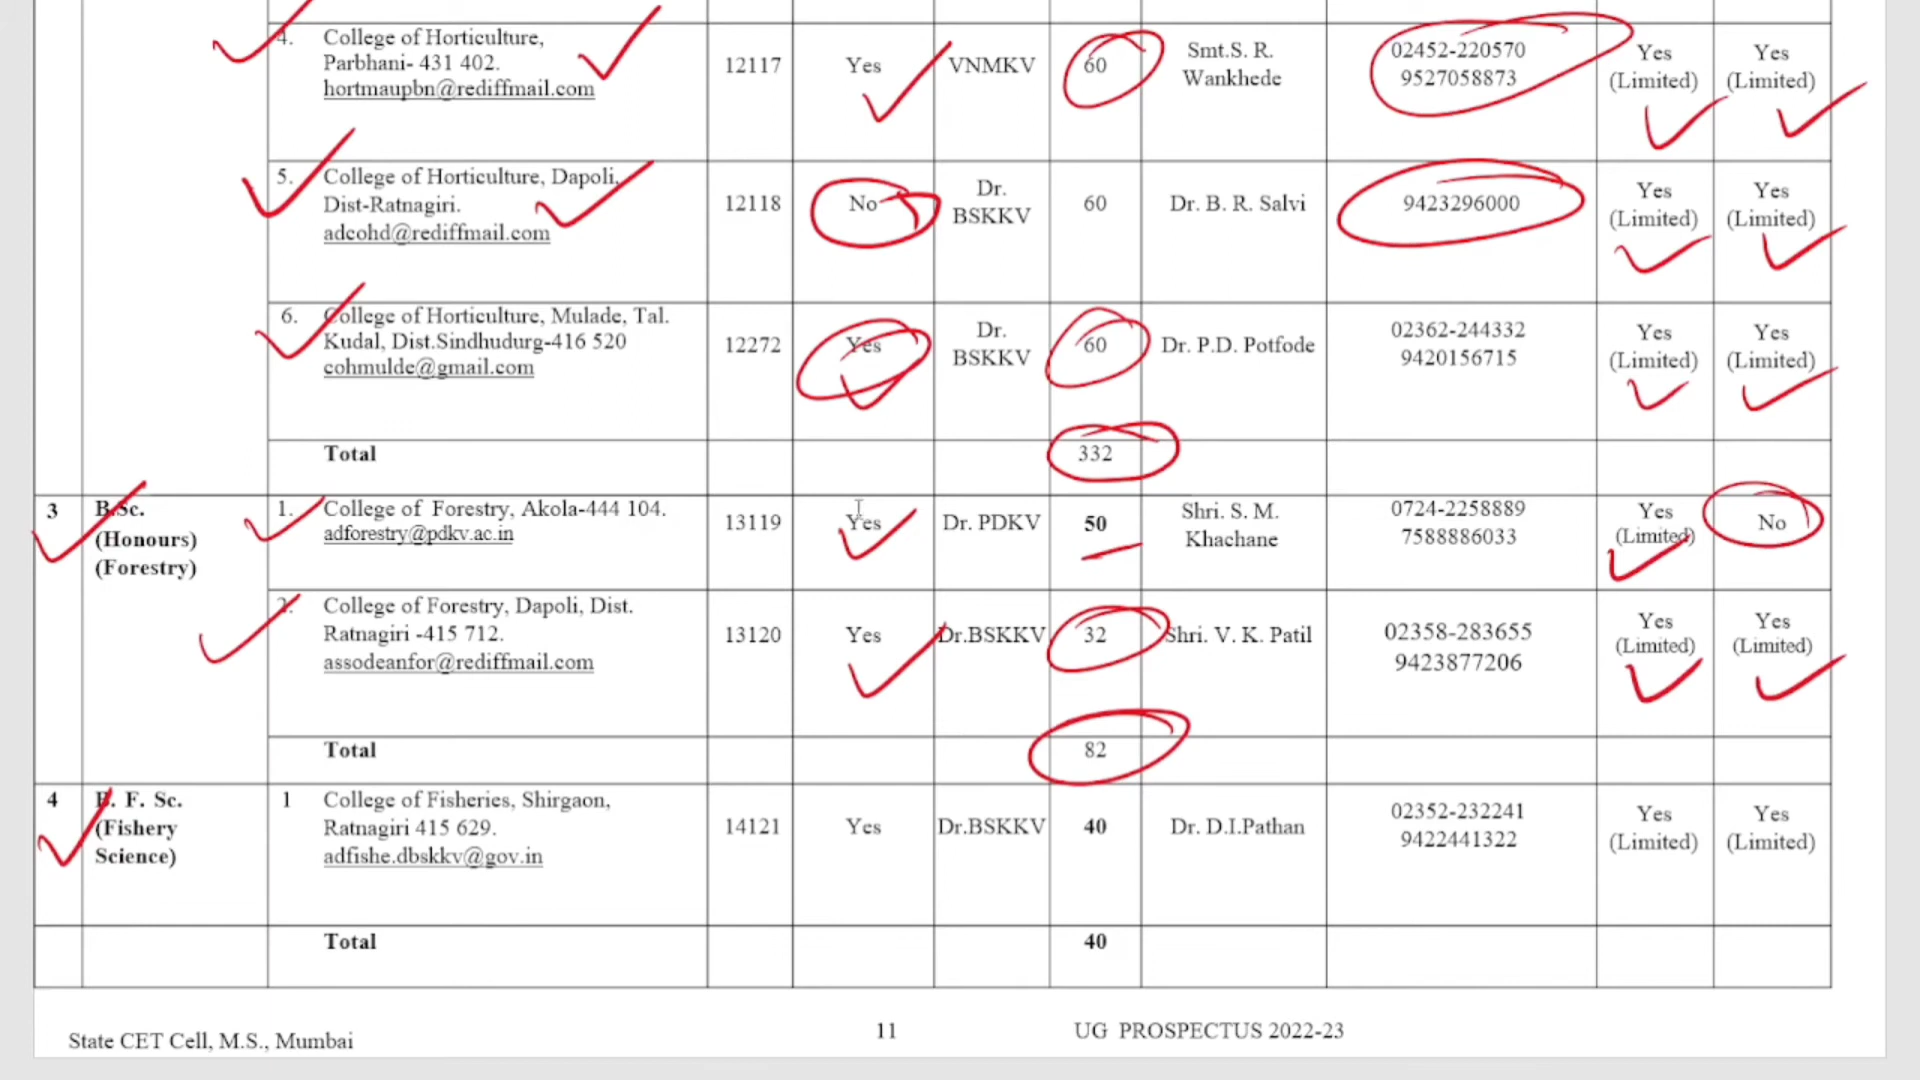 4. College of Horticulture,
Parbhani- 431 402.
hortmaupbn@rediffmail.com
12117
Yes
VNMKV
60
Smt.S. R.
Wankhede
02452-220570
9527058873
Yes
(Limited)
Yes
(Limited)
5. College of Horticulture, Dapoli,
Dist-Ratnagiri.
adcohd@rediffmail.com
12118
No
Dr.
BSKKV
60
Dr. B. R. Salvi
9423296000
Yes
(Limited)
Yes
(Limited)
6. College of Horticulture, Mulade, Tal.
Kudal, Dist.Sindhudurg-416 520
cohmulde@gmail.com
12272
Yes
Dr.
BSKKV
60
Dr. P.D. Potfode
02362-244332
9420156715
Yes
(Limited)
Yes
(Limited)
Total
332
3
B.Sc.
(Honours)
(Forestry)
1. College of Forestry, Akola-444 104.
adforestry@pdkv.ac.in
13119
Yes
Dr. PDKV
50
Shri. S. M.
Khachane
0724-2258889
7588886033
Yes
(Limited)
No
2. College of Forestry, Dapoli, Dist.
Ratnagiri -415 712.
assodeanfor@rediffmail.com
13120
Yes
Dr.BSKKV
32
Shri. V. K. Patil
02358-283655
9423877206
Yes
(Limited)
Yes
(Limited)
Total
82
4
B. F. Sc.
(Fishery
Science)
1 College of Fisheries, Shirgaon,
Ratnagiri 415 629.
adfishe.dbskkv@gov.in
14121
Yes
Dr.BSKKV
40
Dr. D.I.Pathan
02352-232241
9422441322
Yes
(Limited)
Yes
(Limited)
Total
40
State CET Cell, M.S., Mumbai
11
UG PROSPECTUS 2022-23